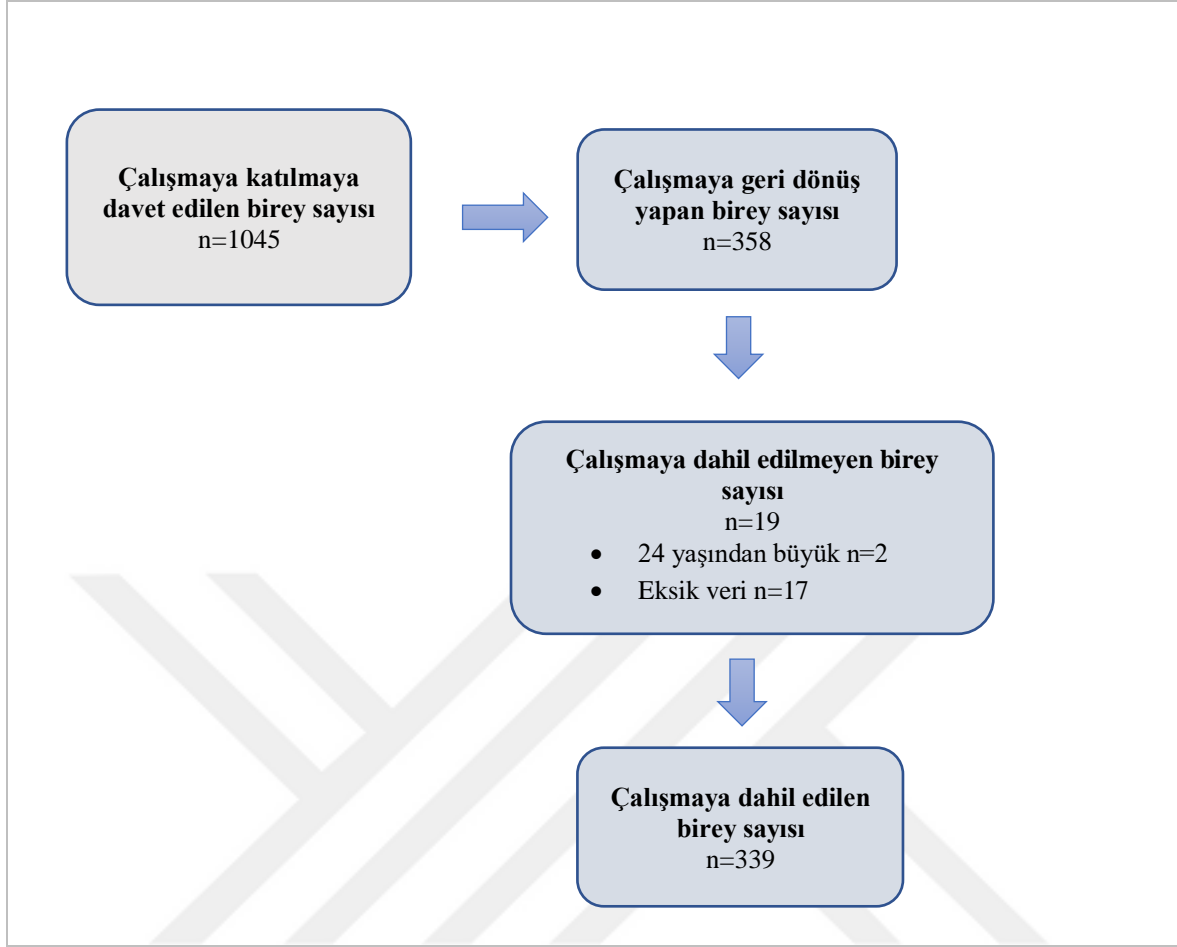 Çalışmaya katılmaya
davet edilen birey sayısı
n=1045
Çalışmaya geri dönüş
yapan birey sayısı
n=358
Çalışmaya dahil edilmeyen birey
sayısı
n=19
• 24 yaşından büyük n=2
• Eksik veri n=17
Çalışmaya dahil edilen
birey sayısı
n=339